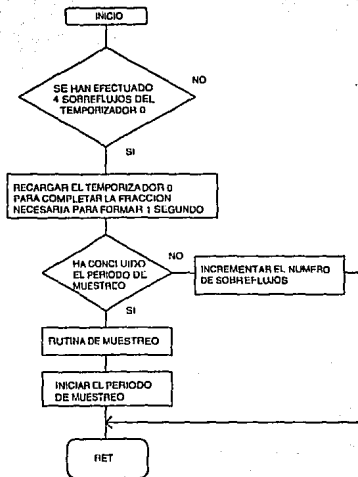 INICIO
NO
SE HAN EFECTUADO
4 SOBREFLUJOS DEL
TEMPORIZADOR 0
SI
RECARGAR EL TEMPORIZADOR 0
PARA COMPLETAR LA FRACCION
NECESARIA PARA FORMAR 1 SEGUNDO
HA CONCLUIDO
EL PERIODO DE
MUESTREO
NO
INCREMENTAR EL NUMERO
DE SOBREFLUJOS
SI
RUTINA DE MUESTREO
INICIAR EL PERIODO
DE MUESTREO
RET